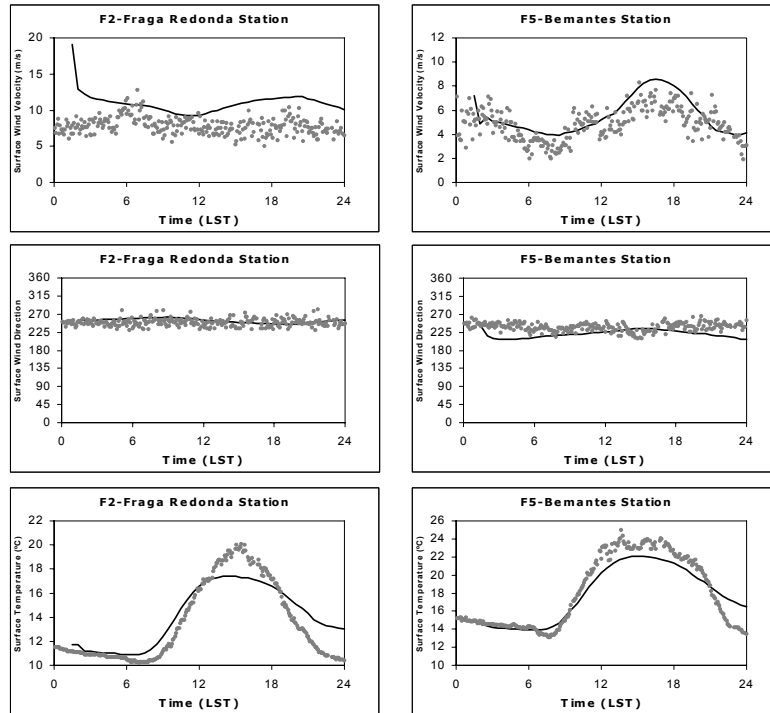 F2-Fraga Redonda Station
Surface Wind Velocity (m/s)
20
15
10
5
0
0 6 12 18 24
Time (LST)
F5-Bemantes Station
Surface Wind Velocity (m/s)
12
10
8
6
4
2
0
0 6 12 18 24
Time (LST)
F2-Fraga Redonda Station
Surface Wind Direction
360
315
270
225
180
135
90
45
0
0 6 12 18 24
Time (LST)
F5-Bemantes Station
Surface Wind Direction
360
315
270
225
180
135
90
45
0
0 6 12 18 24
Time (LST)
F2-Fraga Redonda Station
Surface Temperature (ºC)
22
20
18
16
14
12
10
0 6 12 18 24
Time (LST)
F5-Bemantes Station
Surface Temperature (ºC)
26
24
22
20
18
16
14
12
10
0 6 12 18 24
Time (LST)